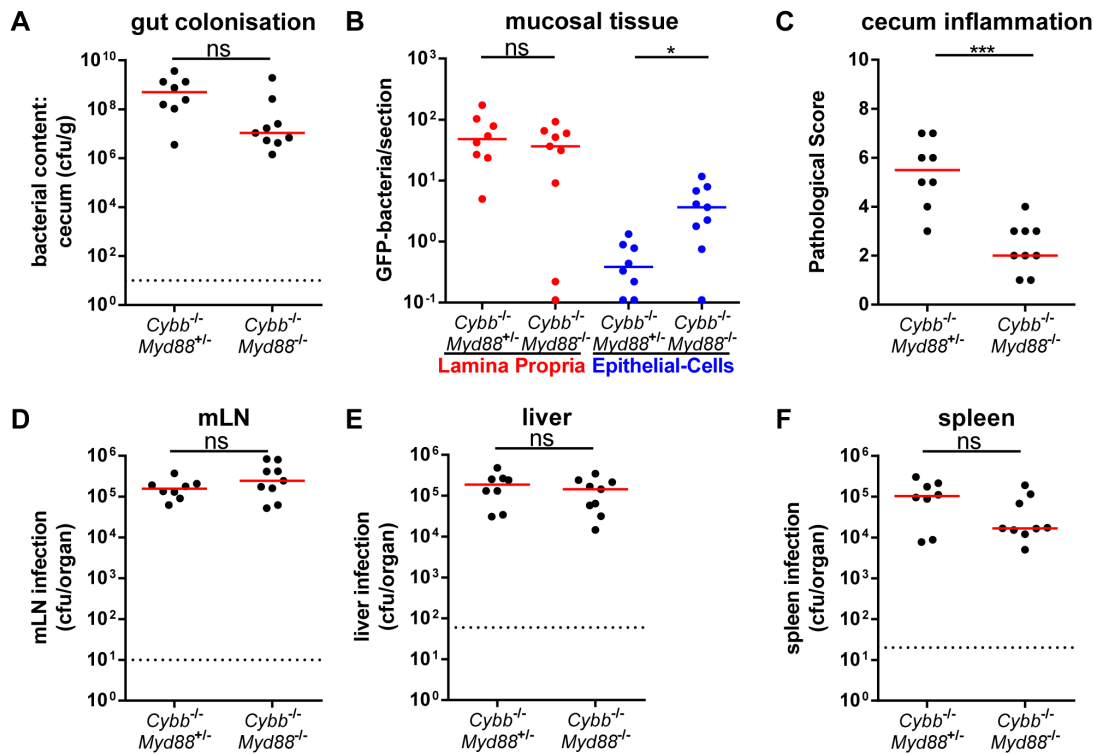 A
gut colonisation
ns
bacterial content:
cecum (cfu/g)
10^10
10^8
10^6
10^4
10^2
10^0
Cybb^-/-
Myd88^+/-
Cybb^-/-
Myd88^-/-
B
mucosal tissue
ns
*
GFP-bacteria/section
10^3
10^2
10^1
10^0
10^-1
Cybb^-/-
Myd88^+/-
Cybb^-/-
Myd88^-/-
Cybb^-/-
Myd88^+/-
Cybb^-/-
Myd88^-/-
Lamina Propria
Epithelial-Cells
C
cecum inflammation
***
Pathological Score
10
8
6
4
2
0
Cybb^-/-
Myd88^+/-
Cybb^-/-
Myd88^-/-
D
mLN
ns
mLN infection
(cfu/organ)
10^6
10^5
10^4
10^3
10^2
10^1
10^0
Cybb^-/-
Myd88^+/-
Cybb^-/-
Myd88^-/-
E
liver
ns
liver infection
(cfu/organ)
10^6
10^5
10^4
10^3
10^2
10^1
10^0
Cybb^-/-
Myd88^+/-
Cybb^-/-
Myd88^-/-
F
spleen
ns
spleen infection
(cfu/organ)
10^6
10^5
10^4
10^3
10^2
10^1
10^0
Cybb^-/-
Myd88^+/-
Cybb^-/-
Myd88^-/-